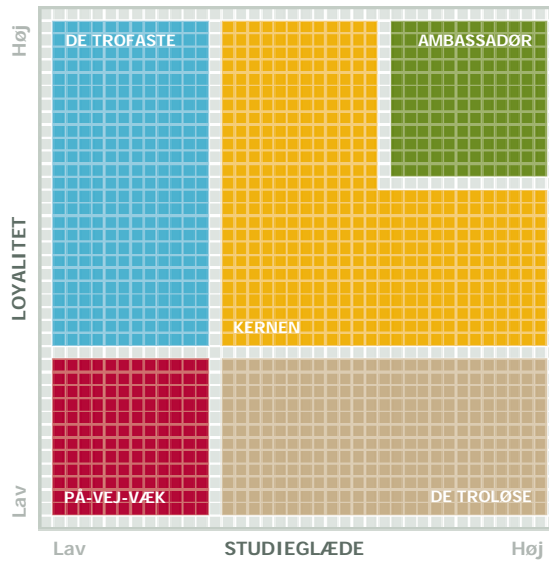 Høj
DE TROFASTE
AMBASSADØR
LOYALITET
KERNEN
Lav
PÅ-VEJ-VÆK
DE TROLØSE
Lav
STUDIEGLÆDE
Høj